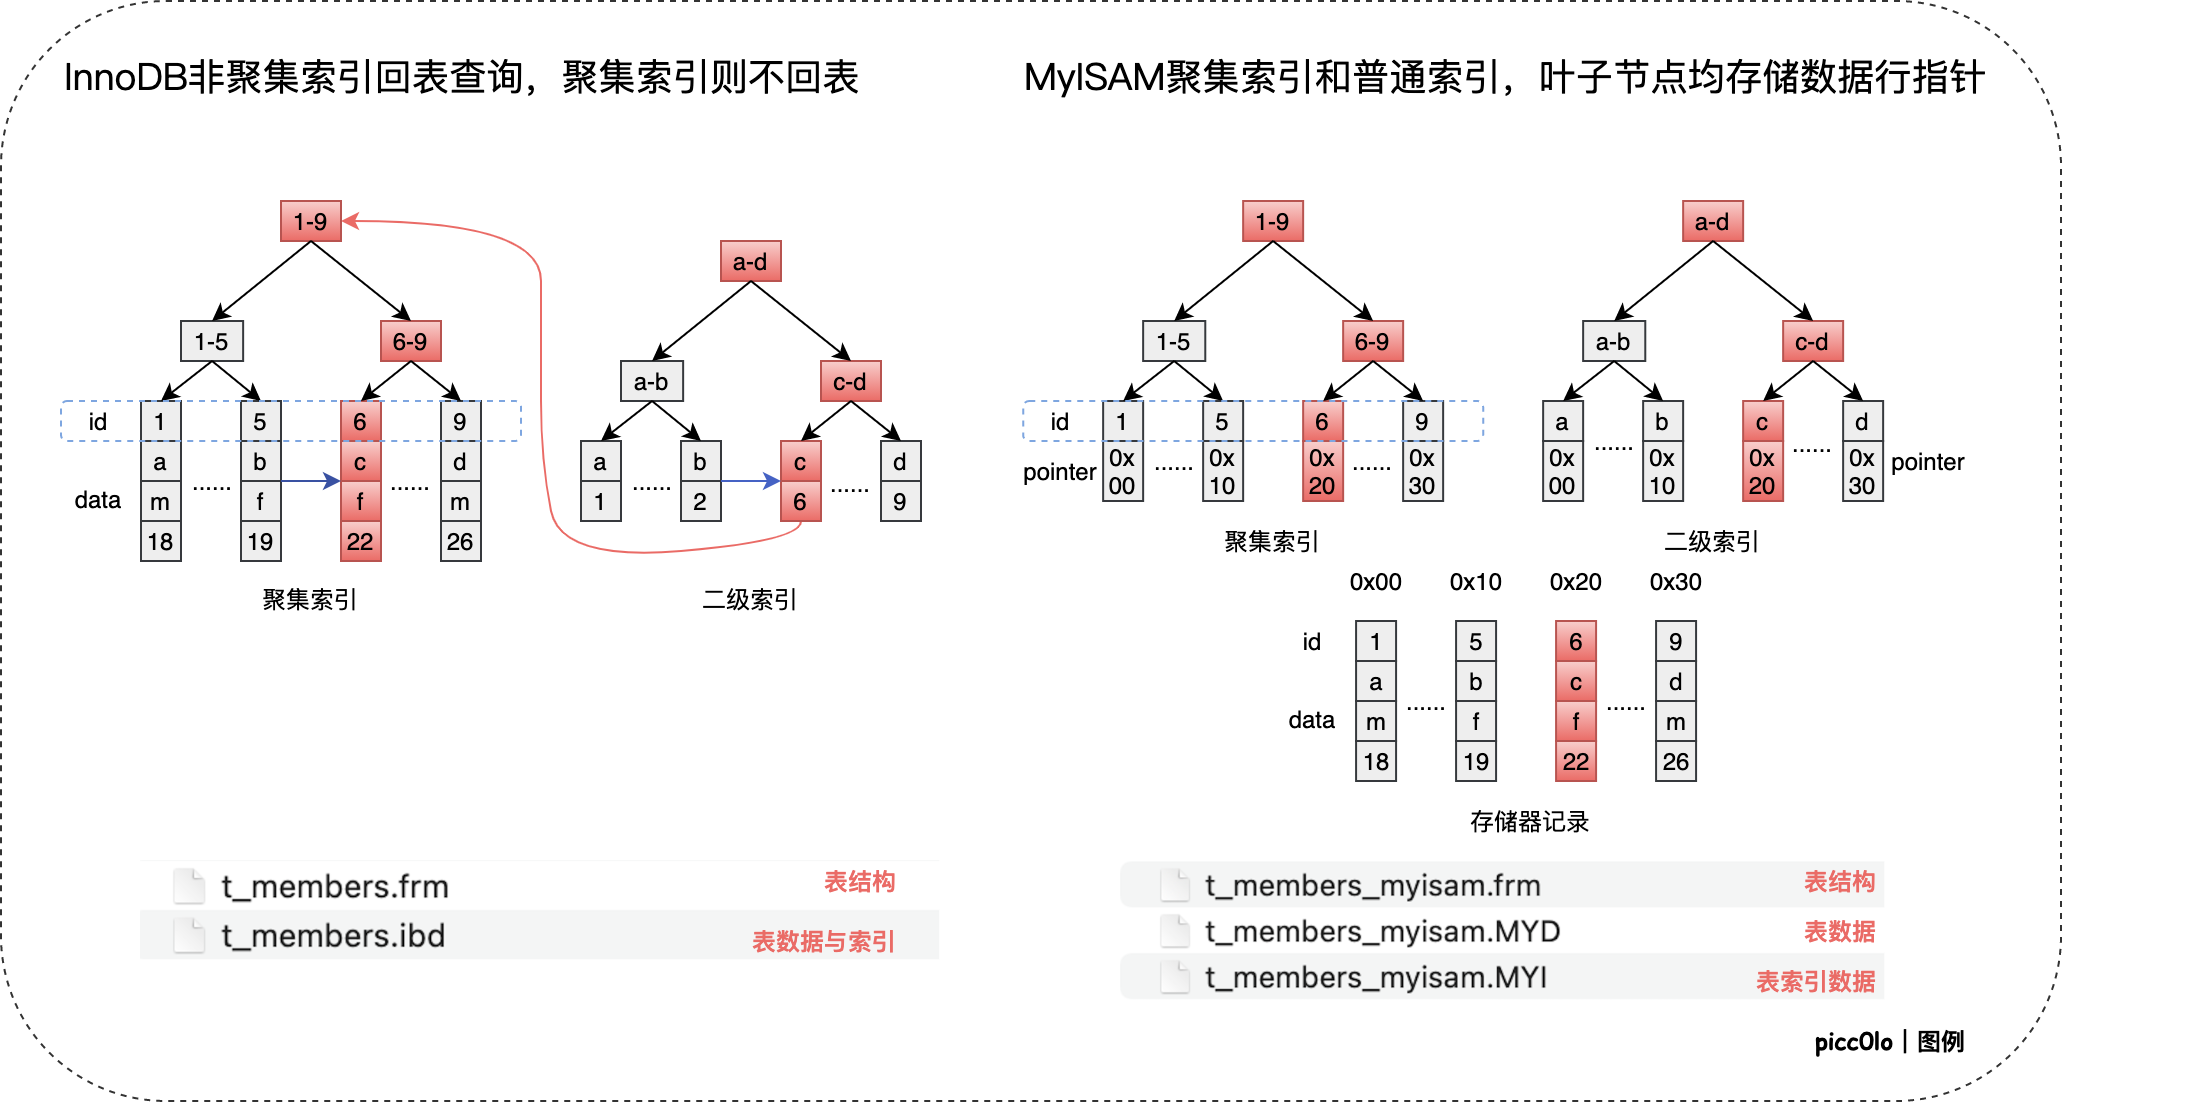 InnoDB非聚集索引回表查询，聚集索引则不回表
1-9
a-d
1-5
6-9
a-b
c-d
id
1
5
6
9
a
b
c
d
a
b
c
d
data
m
......
f
f
......
m
1
......
2
6
......
9
18
19
22
26
聚集索引
二级索引
t_members.frm
表结构
t_members.ibd
表数据与索引
MyISAM聚集索引和普通索引，叶子节点均存储数据行指针
1-9
a-d
1-5
6-9
a-b
c-d
id
1
5
6
9
a
b
c
d
pointer
0x
00
......
0x
10
0x
20
......
0x
30
0x
00
......
0x
10
0x
20
......
0x
30
pointer
聚集索引
二级索引
0x00
0x10
0x20
0x30
id
1
5
6
9
a
b
c
d
data
m
......
f
f
......
m
18
19
22
26
存储器记录
t_members_myisam.frm
表结构
t_members_myisam.MYD
表数据
t_members_myisam.MYI
表索引数据
picc0lo｜图例